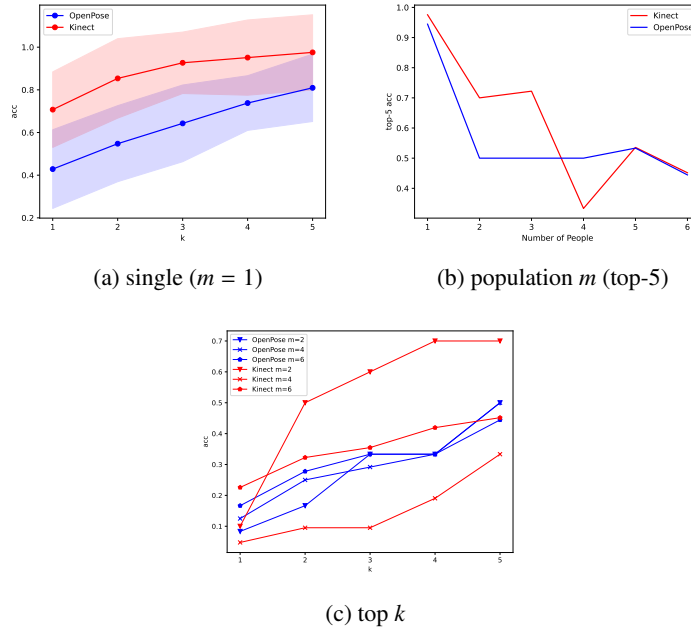 OpenPose
Kinect
1.0
0.8
0.6
0.4
0.2
acc
1 2 3 4 5
k
(a) single (m = 1)
Kinect
OpenPose
1.0
0.9
0.8
0.7
0.6
0.5
0.4
top-5 acc
1 2 3 4 5 6
Number of People
(b) population m (top-5)
OpenPose m=2
OpenPose m=4
OpenPose m=6
Kinect m=2
Kinect m=4
Kinect m=6
0.7
0.6
0.5
0.4
0.3
0.2
0.1
acc
1 2 3 4 5
k
(c) top k